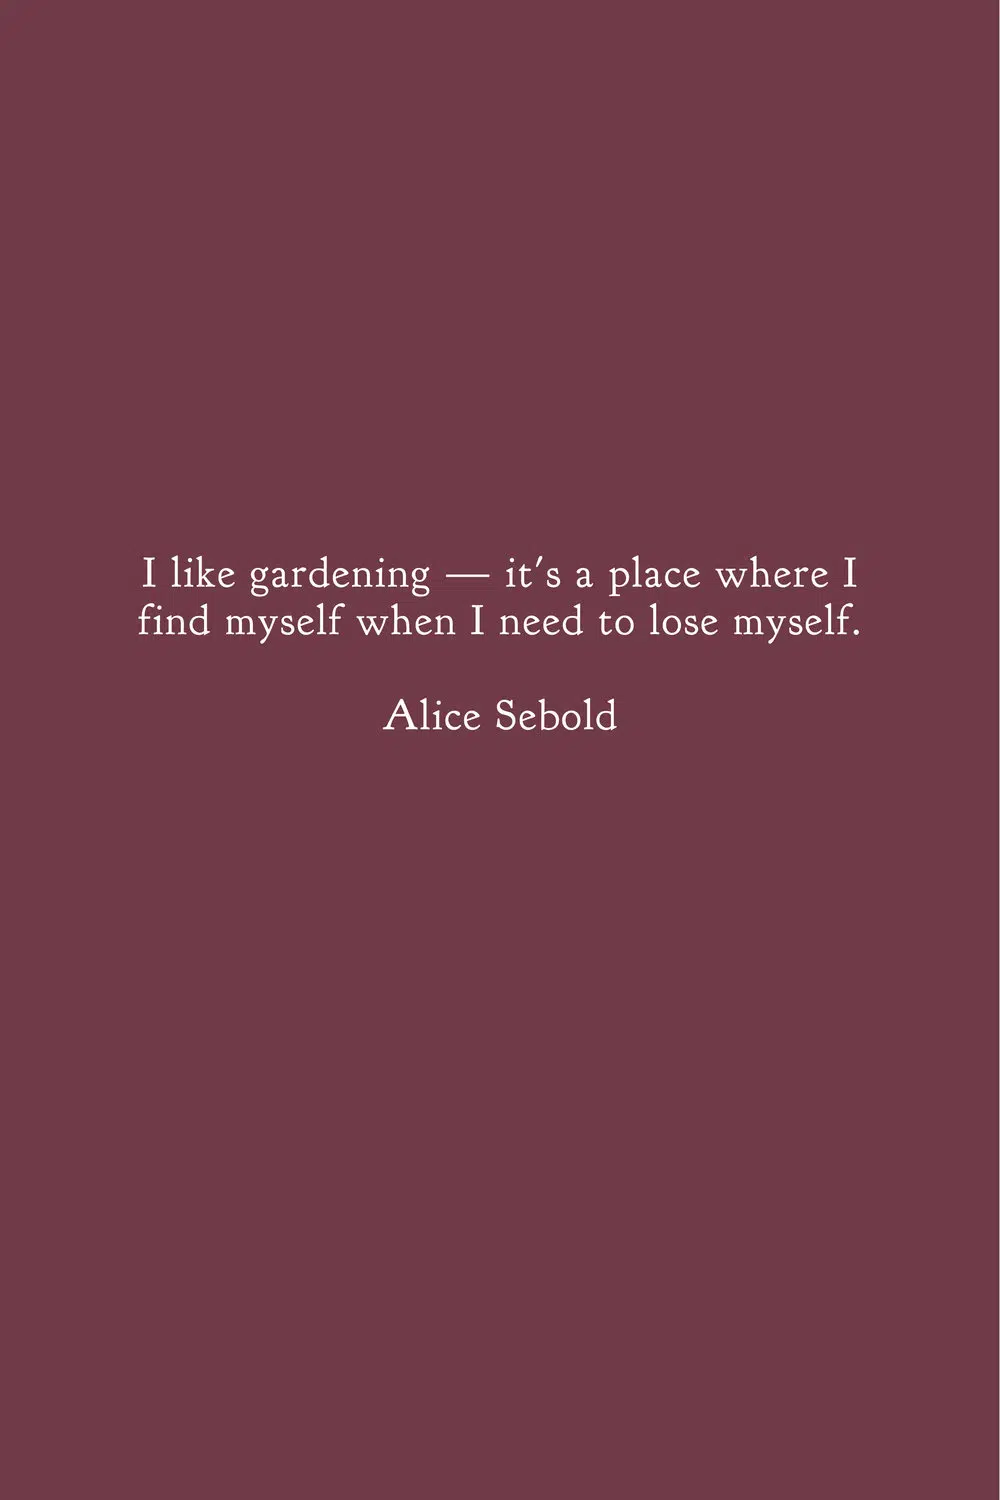 I like gardening — it's a place where I
find myself when I need to lose myself.
Alice Sebold